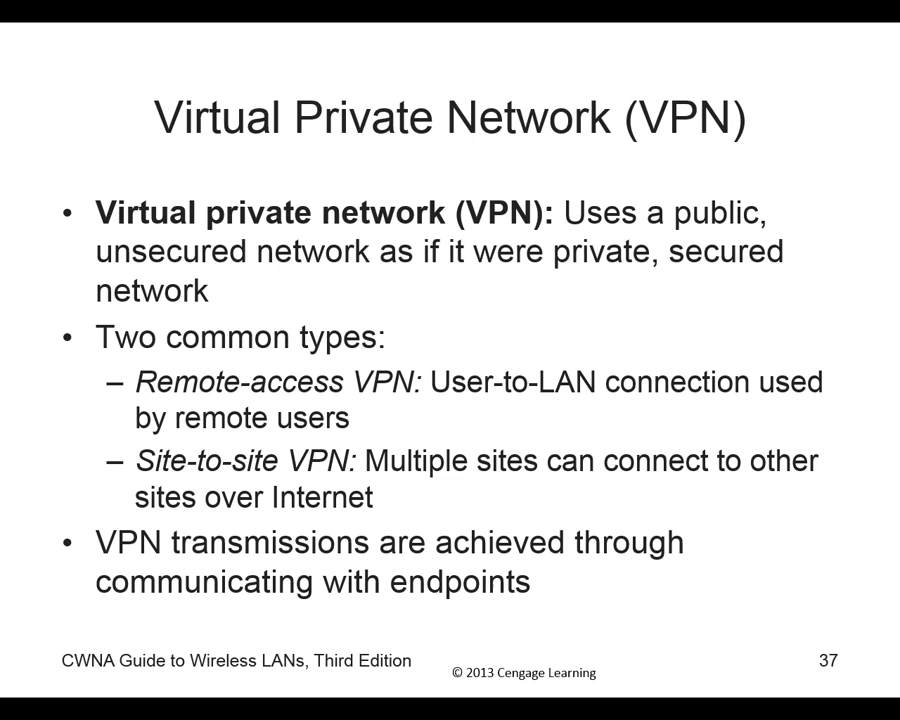 Virtual Private Network (VPN)
• Virtual private network (VPN): Uses a public,
unsecured network as if it were private, secured
network
• Two common types:
– Remote-access VPN: User-to-LAN connection used
by remote users
– Site-to-site VPN: Multiple sites can connect to other
sites over Internet
• VPN transmissions are achieved through
communicating with endpoints
CWNA Guide to Wireless LANs, Third Edition
© 2013 Cengage Learning
37